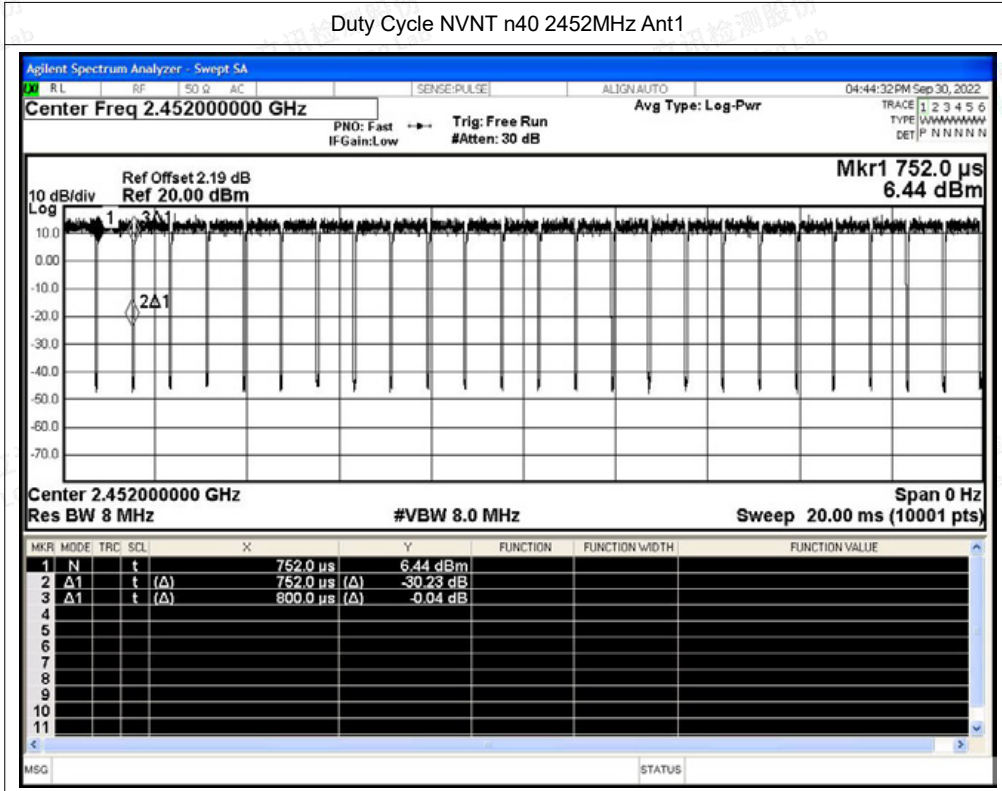 Duty Cycle NVNT n40 2452MHz Ant1
Agilent Spectrum Analyzer - Swept SA
RL RF 50 Ω AC SENSE:PULSE ALIGN AUTO 04:44:32 PM Sep 30, 2022
Center Freq 2.452000000 GHz Avg Type: Log-Pwr TRACE 1 2 3 4 5 6
PNO: Fast Trig: Free Run TYPE WWWWWW
IFGain:Low #Atten: 30 dB DET P N N N N N
Mkr1 752.0 µs
Ref Offset 2.19 dB
10 dB/div Ref 20.00 dBm 6.44 dBm
Log
1 3Δ1
10.0
0.00
-10.0
2Δ1
-20.0
-30.0
-40.0
-50.0
-60.0
-70.0
Center 2.452000000 GHz Span 0 Hz
Res BW 8 MHz #VBW 8.0 MHz Sweep 20.00 ms (10001 pts)
MKR MODE TRC SCL X Y FUNCTION FUNCTION WIDTH FUNCTION VALUE
1 N t 752.0 µs 6.44 dBm
2 Δ1 t (Δ) 752.0 µs (Δ) -30.23 dB
3 Δ1 t (Δ) 800.0 µs (Δ) -0.04 dB
4
5
6
7
8
9
10
11
MSG STATUS